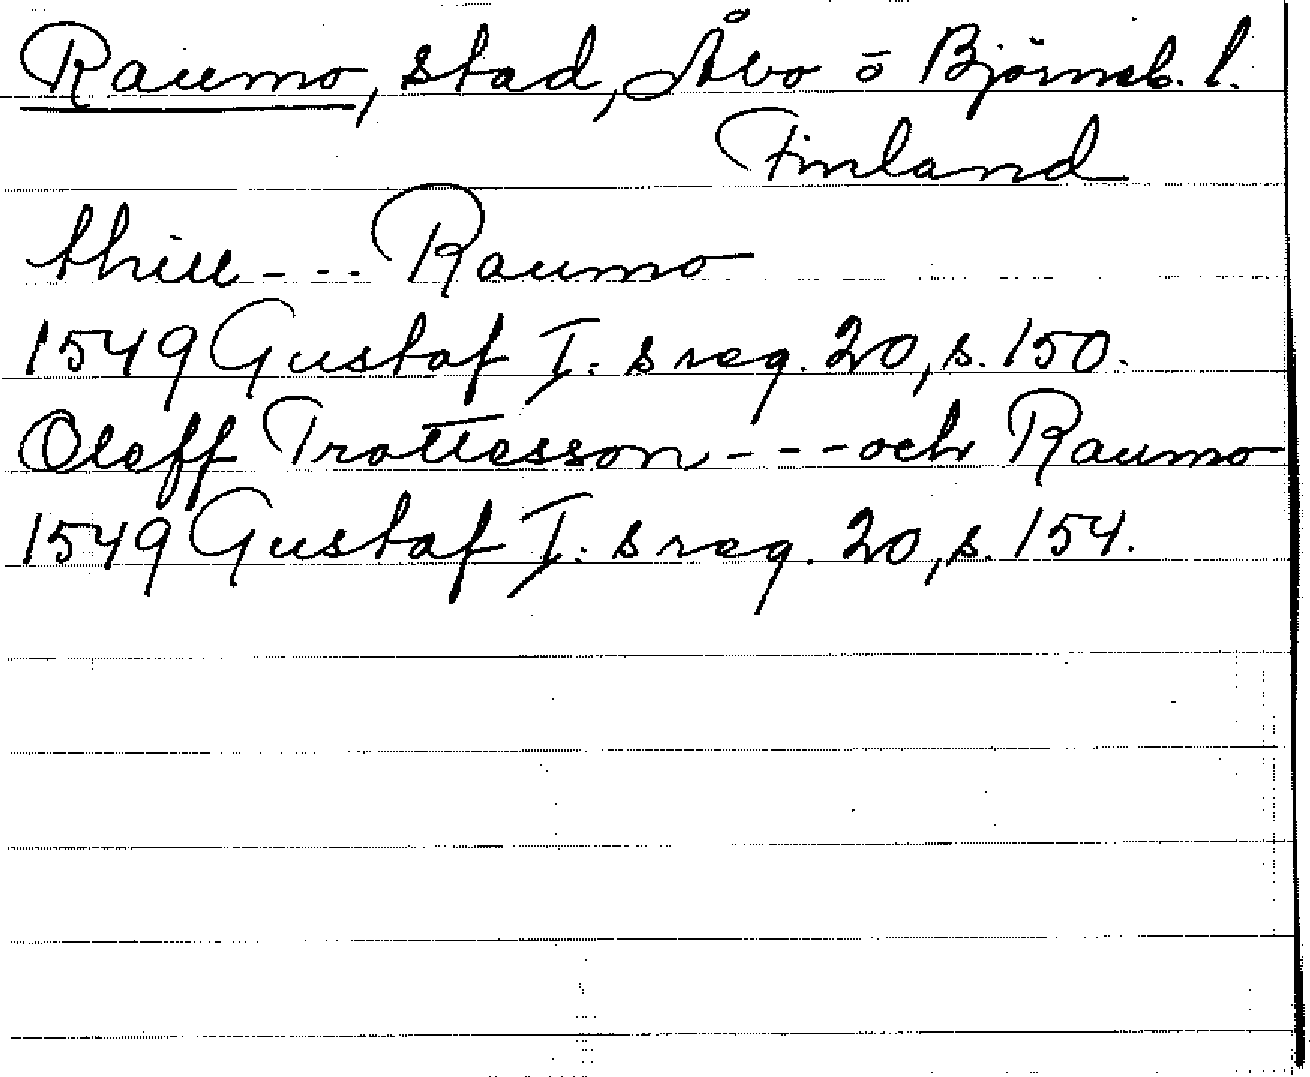 Raumo, stad, Åbo o Björneb. l.
Finland
thill - - - Raumo
1549 Gustaf I:s reg. 20, s. 150.
Oleff Trottesson - - - och Raumo
1549 Gustaf I:s reg. 20, s. 154.